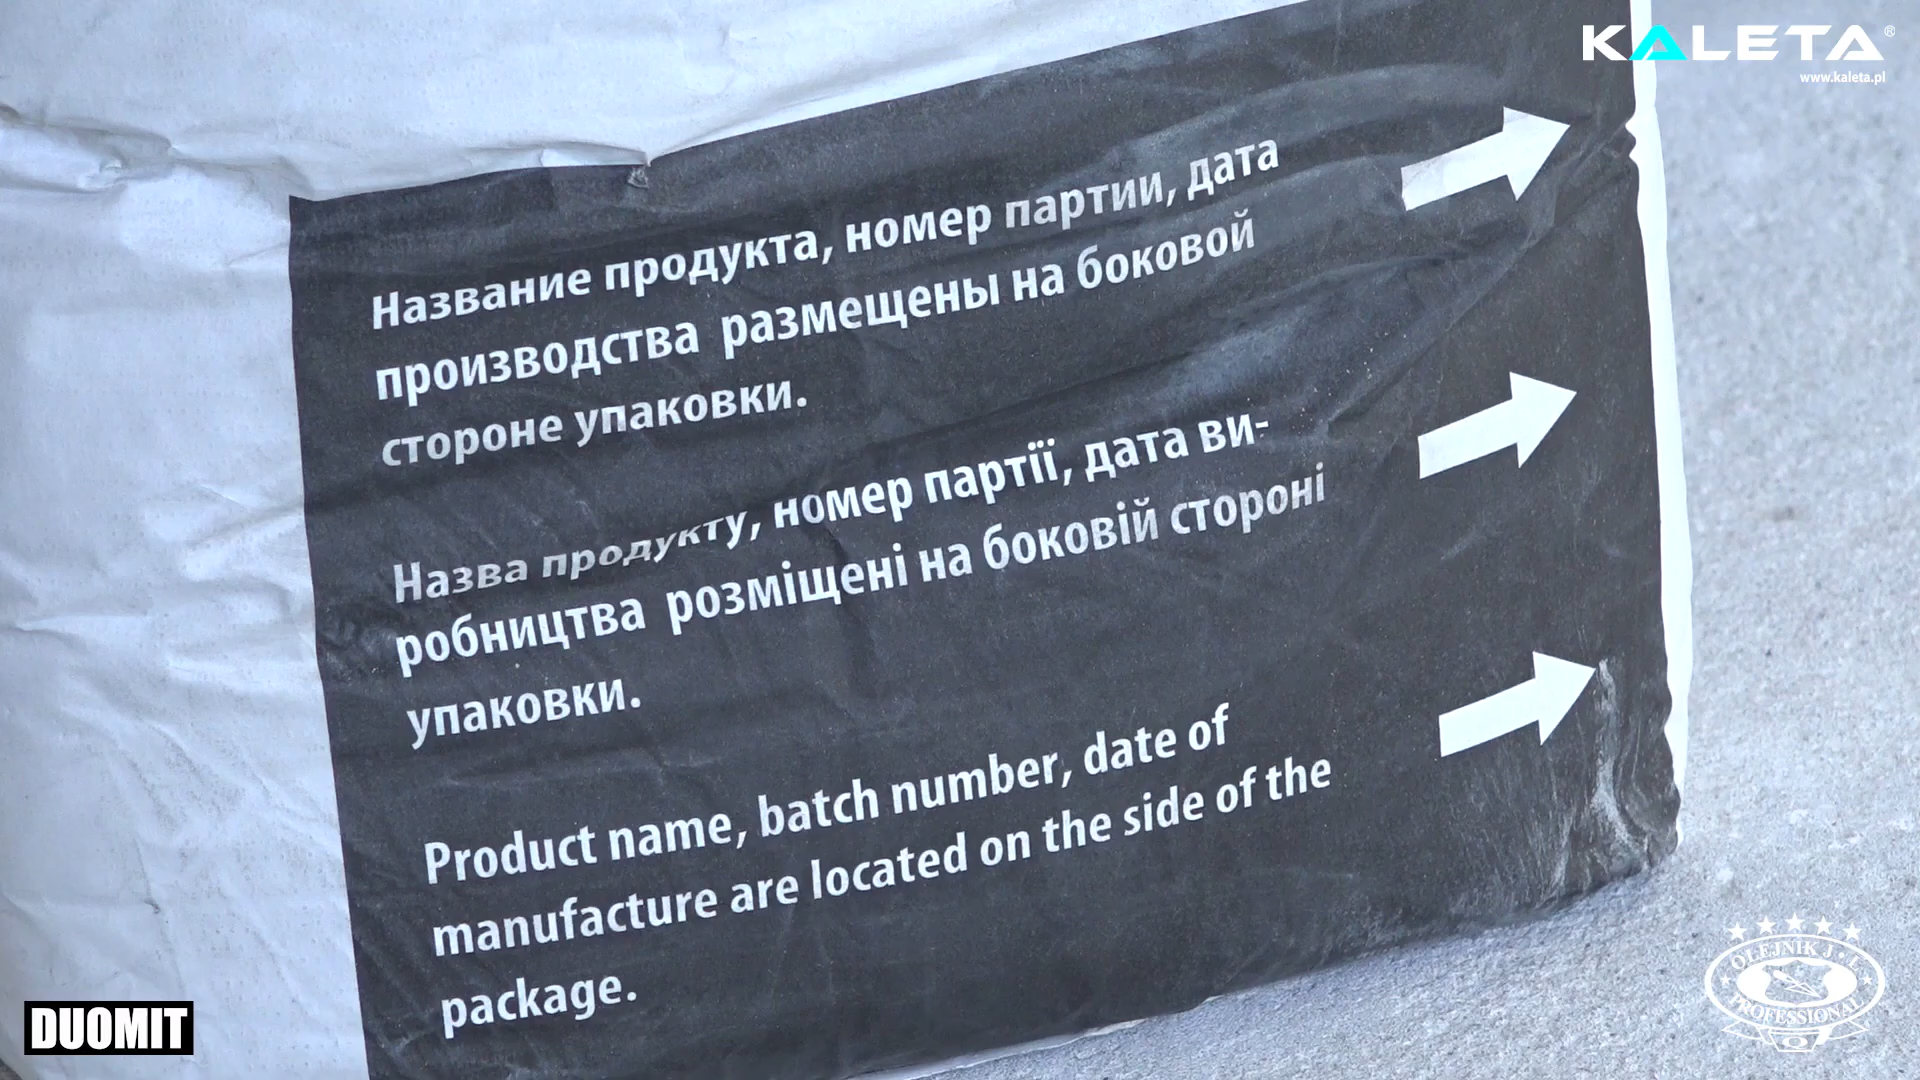 KALETA®
www.kaleta.pl
Название продукта, номер партии, дата
производства размещены на боковой
стороне упаковки.
Назва продукту, номер партії, дата ви-
робництва розміщені на боковій стороні
упаковки.
Product name, batch number, date of
manufacture are located on the side of the
package.
DUOMIT
OLEJNIK J.
PROFESSIONAL
Q